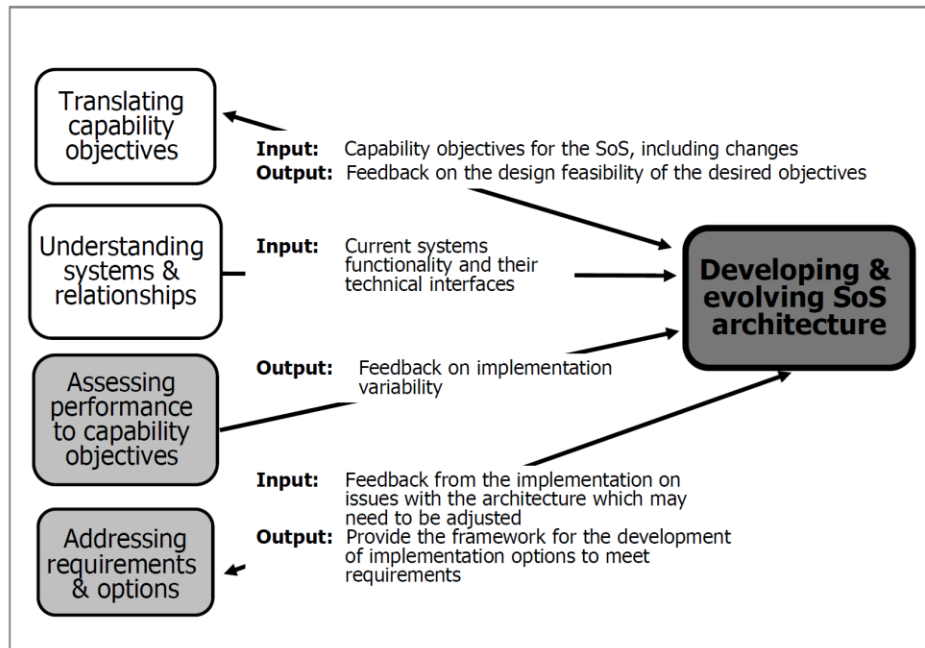 Translating
capability
objectives
Input: Capability objectives for the SoS, including changes
Output: Feedback on the design feasibility of the desired objectives
Understanding
systems &
relationships
Input: Current systems
functionality and their
technical interfaces
Developing &
evolving SoS
architecture
Assessing
performance
to capability
objectives
Output: Feedback on implementation
variability
Addressing
requirements
& options
Input: Feedback from the implementation on
issues with the architecture which may
need to be adjusted
Output: Provide the framework for the development
of implementation options to meet
requirements